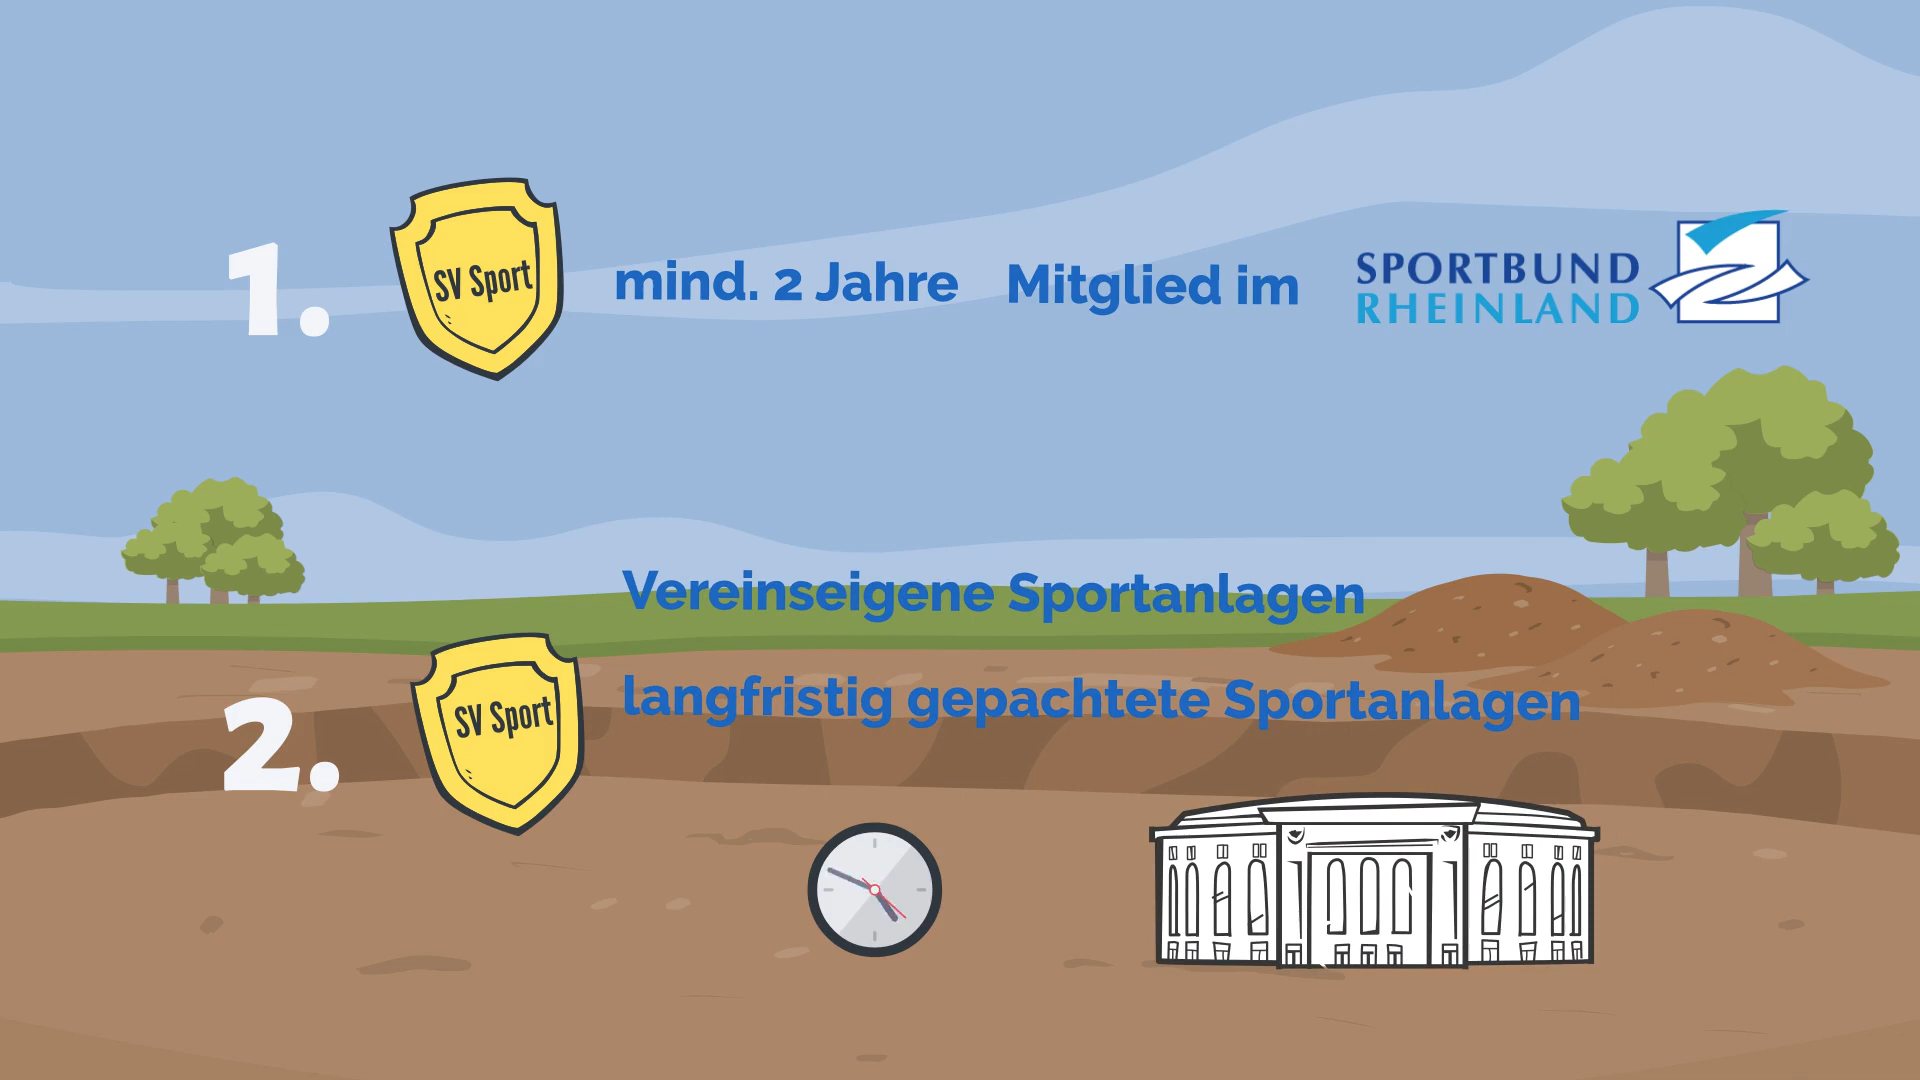 1. SV Sport mind. 2 Jahre Mitglied im SPORTBUND
RHEINLAND
Vereinseigene Sportanlagen
2. SV Sport langfristig gepachtete Sportanlagen